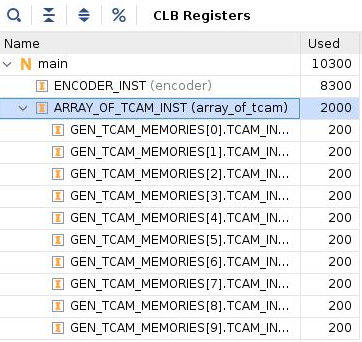 CLB Registers
Name Used
main 10300
ENCODER_INST (encoder) 8300
ARRAY_OF_TCAM_INST (array_of_tcam) 2000
GEN_TCAM_MEMORIES[0].TCAM_IN... 200
GEN_TCAM_MEMORIES[1].TCAM_IN... 200
GEN_TCAM_MEMORIES[2].TCAM_IN... 200
GEN_TCAM_MEMORIES[3].TCAM_IN... 200
GEN_TCAM_MEMORIES[4].TCAM_IN... 200
GEN_TCAM_MEMORIES[5].TCAM_IN... 200
GEN_TCAM_MEMORIES[6].TCAM_IN... 200
GEN_TCAM_MEMORIES[7].TCAM_IN... 200
GEN_TCAM_MEMORIES[8].TCAM_IN... 200
GEN_TCAM_MEMORIES[9].TCAM_IN... 200